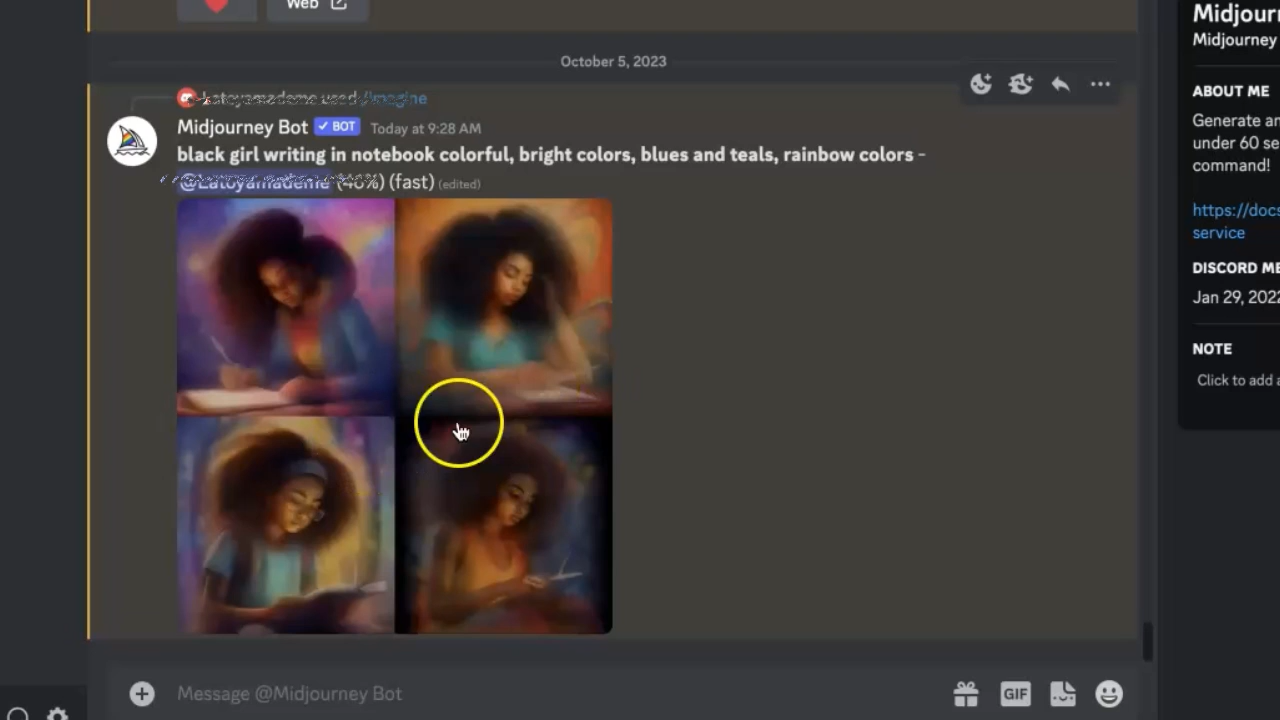 Web
October 5, 2023
Midjourney Bot ✓ BOT Today at 9:28 AM
black girl writing in notebook colorful, bright colors, blues and teals, rainbow colors -
(fast) (edited)
Message @Midjourney Bot
GIF
Midjour
Midjourney
ABOUT ME
Generate an
under 60 se
command!
https://docs
service
DISCORD ME
Jan 29, 2022
NOTE
Click to add a